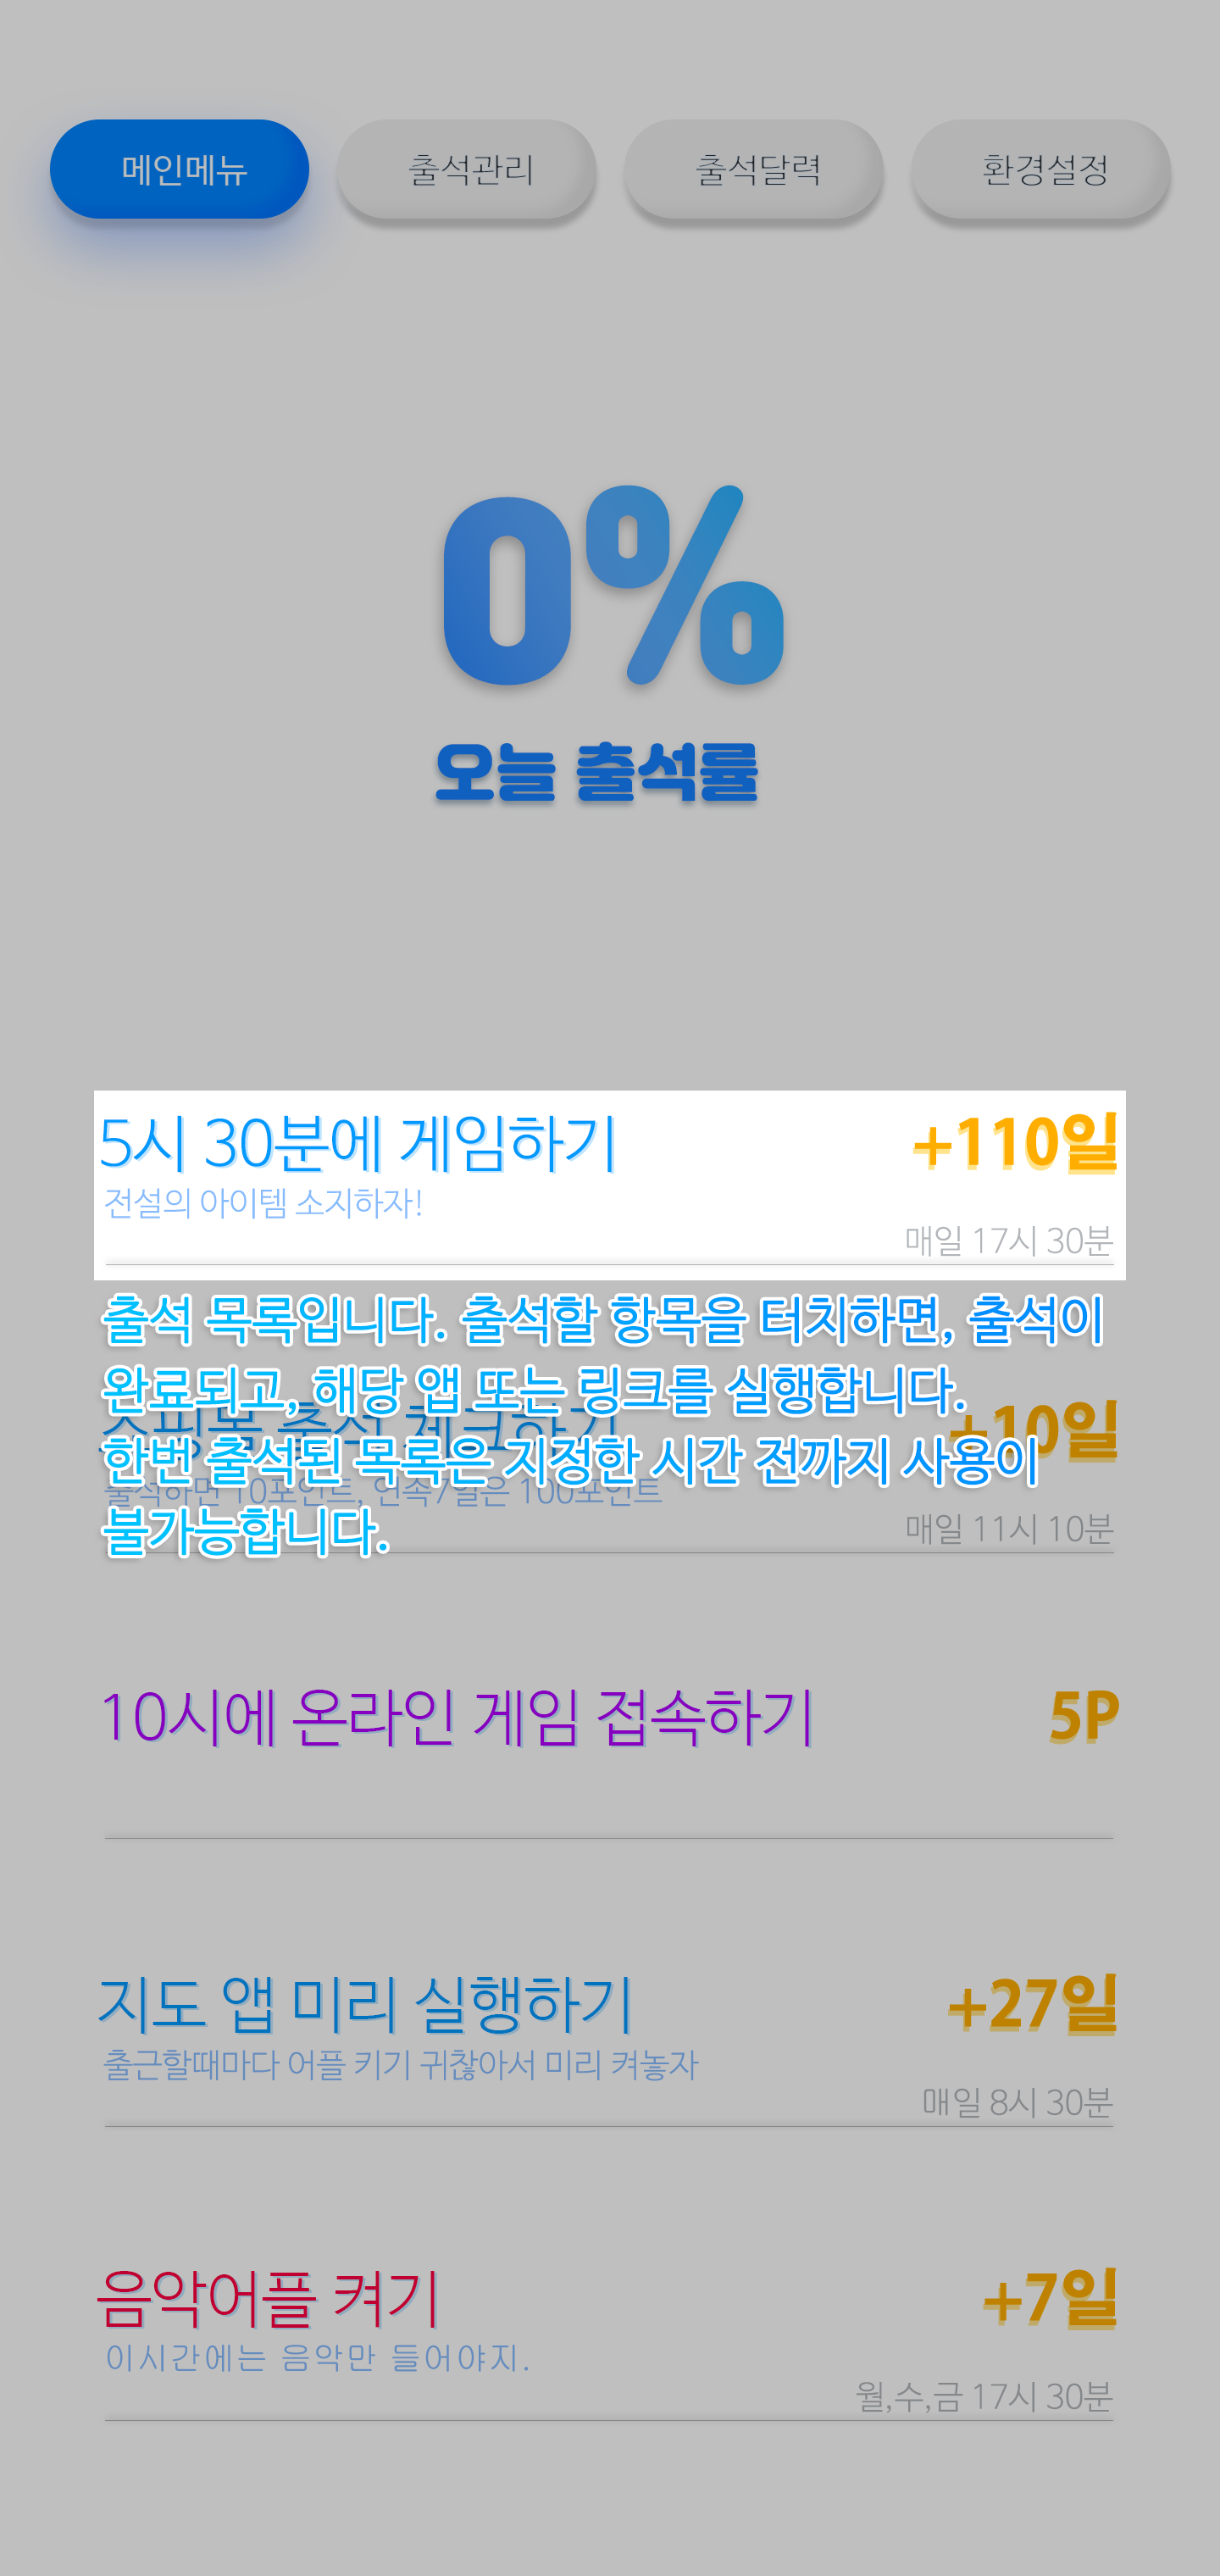 메인메뉴 출석관리 출석달력 환경설정
0%
오늘 출석률
5시 30분에 게임하기 +110일
전설의 아이템 소지하자!
매일 17시 30분
출석 목록입니다. 출석할 항목을 터치하면, 출석이
완료되고, 해당 앱 또는 링크를 실행합니다.
한번 출석된 목록은 지정한 시간 전까지 사용이
불가능합니다.
쇼핑몰 출석 체크하기 +10일
출석하면 10포인트, 연속7일은 100포인트
매일 11시 10분
10시에 온라인 게임 접속하기 5P
지도 앱 미리 실행하기 +27일
출근할때마다 어플 키기 귀찮아서 미리 켜놓자
매일 8시 30분
음악어플 켜기 +7일
이시간에는 음악만 들어야지.
월,수,금 17시 30분